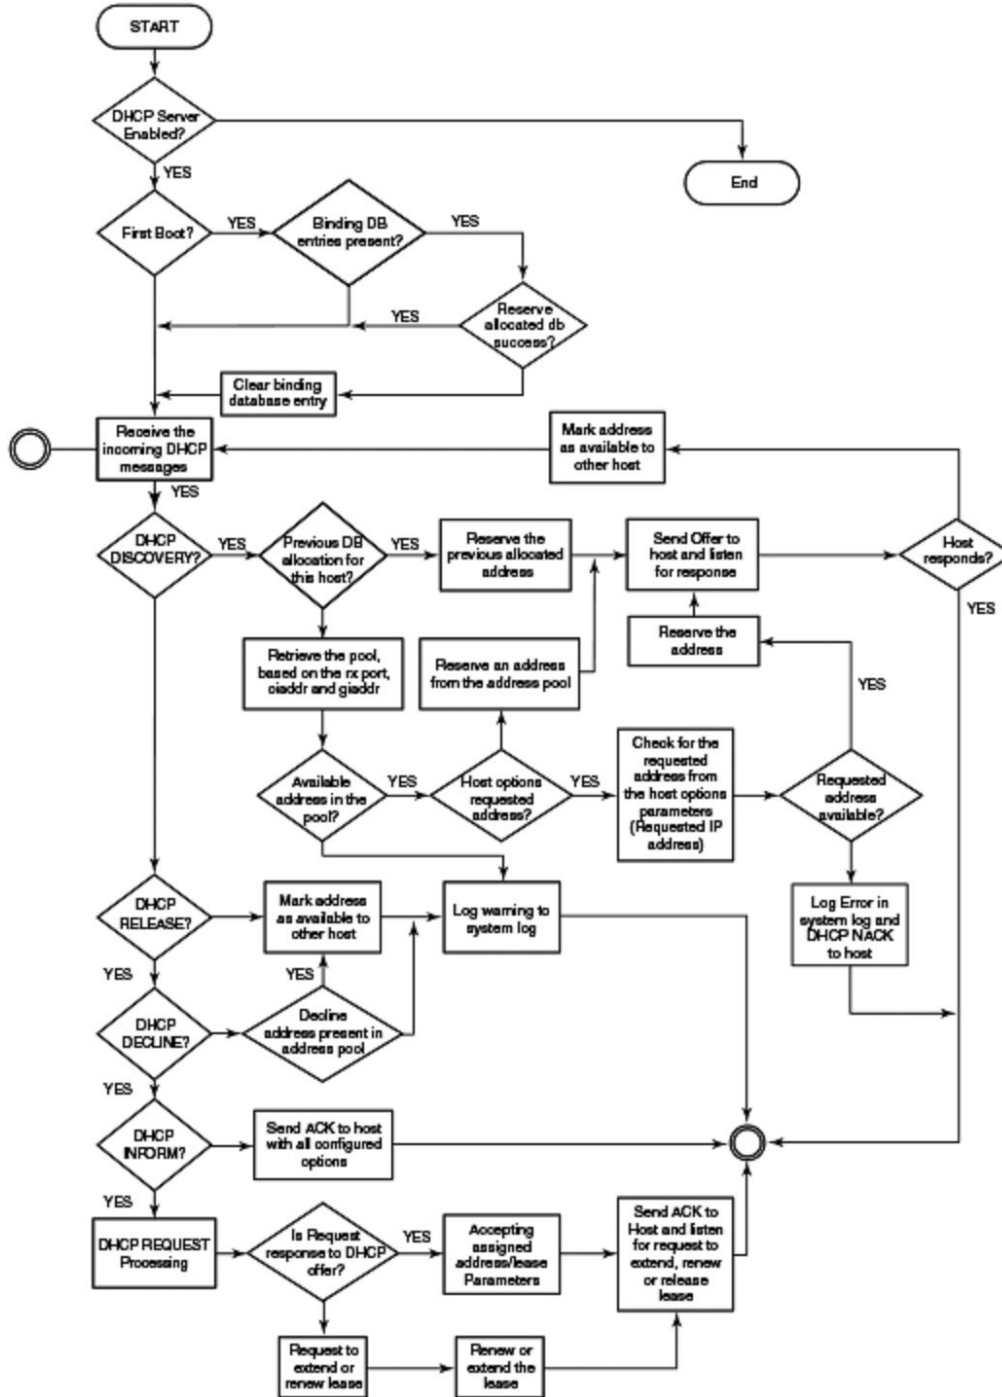 START
DHCP Server
Enabled?
YES
End
First Boot?
YES
Binding DB
entries present?
YES
Reserve
allocated db
success?
YES
Clear binding
database entry
Receive the
incoming DHCP
messages
Mark address
as available to
other host
YES
DHCP
DISCOVERY?
YES
Previous DB
allocation for
this host?
YES
Reserve the
previous allocated
address
Send Offer to
host and listen
for response
Host
responds?
YES
Retrieve the pool,
based on the rx port,
ciaddr and giaddr
Reserve an address
from the address pool
Reserve the
address
YES
Available
address in the
pool?
YES
Host options
requested
address?
YES
Check for the
requested
address from
the host options
parameters
(Requested IP
address)
Requested
address
available?
DHCP
RELEASE?
Mark address
as available to
other host
Log warning to
system log
Log Error in
system log and
DHCP NACK
to host
YES
YES
DHCP
DECLINE?
Decline
address present in
address pool
YES
DHCP
INFORM?
Send ACK to host
with all configured
options
YES
DHCP REQUEST
Processing
Is Request
response to DHCP
offer?
YES
Accepting
assigned
address/lease
Parameters
Send ACK to
Host and listen
for request to
extend, renew
or release
lease
Request to
extend or
renew lease
Renew or
extend the
lease